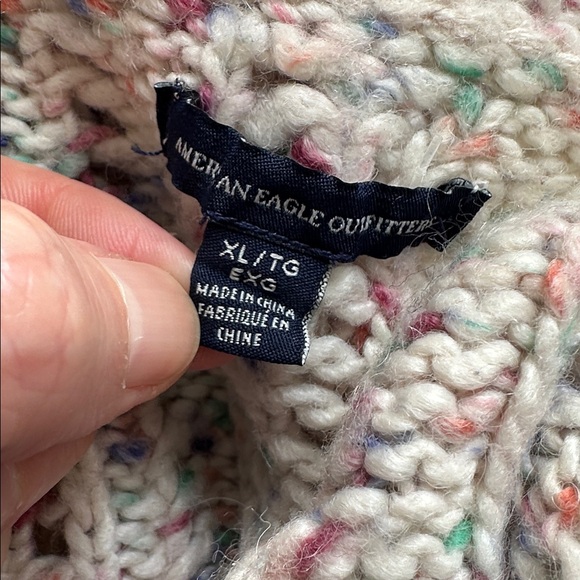 AMERICAN EAGLE OUTFITTERS
XL/TG
EXG
MADE IN CHINA
FABRIQUE EN
CHINE